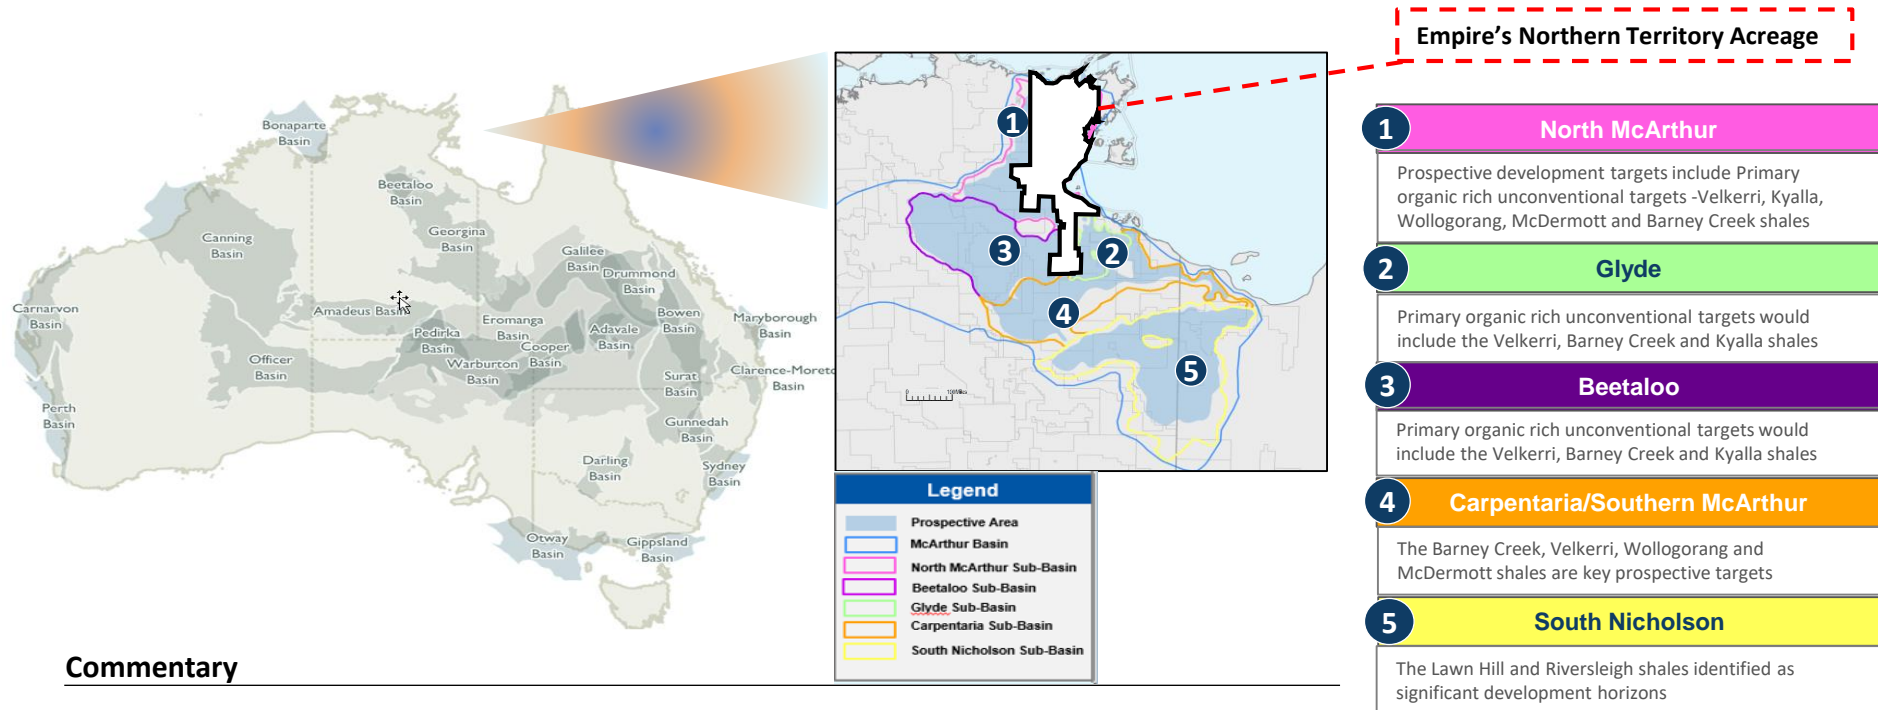 Empire's Northern Territory Acreage
Bonaparte
Basin
Beetaloo
Basin
Canning
Basin
Georgina
Basin
Galilee
Basin
Drummond
Basin
Carnarvon
Basin
Amadeus Basin
Pedirka
Basin
Eromanga
Basin
Cooper
Basin
Warburton
Basin
Adavale
Basin
Bowen
Basin
Maryborough
Basin
Officer
Basin
Surat
Basin
Clarence-Moreto
Basin
Perth
Basin
Gunnedah
Basin
Darling
Basin
Sydney
Basin
Otway
Basin
Gippsland
Basin
1
2
3
4
5
0
Legend
Prospective Area
McArthur Basin
North McArthur Sub-Basin
Beetaloo Sub-Basin
Glyde Sub-Basin
Carpentaria Sub-Basin
South Nicholson Sub-Basin
1 North McArthur
Prospective development targets include Primary
organic rich unconventional targets -Velkerri, Kyalla,
Wollogorang, McDermott and Barney Creek shales
2 Glyde
Primary organic rich unconventional targets would
include the Velkerri, Barney Creek and Kyalla shales
3 Beetaloo
Primary organic rich unconventional targets would
include the Velkerri, Barney Creek and Kyalla shales
4 Carpentaria/Southern McArthur
The Barney Creek, Velkerri, Wollogorang and
McDermott shales are key prospective targets
5 South Nicholson
The Lawn Hill and Riversleigh shales identified as
significant development horizons
Commentary